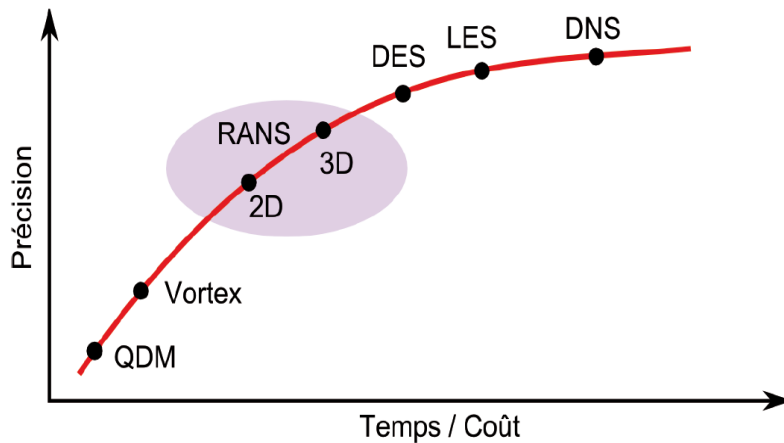 DNS
LES
DES
RANS
3D
2D
Précision
Vortex
QDM
Temps / Coût